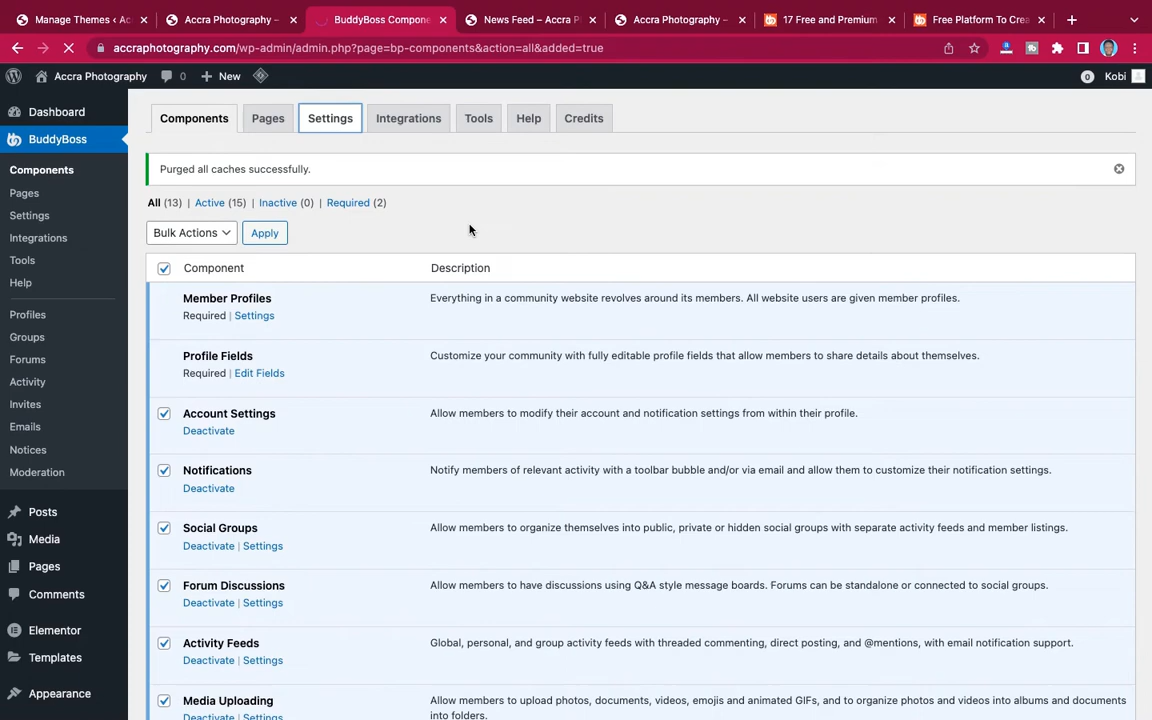 Manage Themes ‹ Ac
Accra Photography –
BuddyBoss Compone
News Feed – Accra P
Accra Photography –
17 Free and Premium
Free Platform To Crea
accraphotography.com/wp-admin/admin.php?page=bp-components&action=all&added=true
Accra Photography
0
New
0
Kobi
Dashboard
BuddyBoss
Components
Pages
Settings
Integrations
Tools
Help
Profiles
Groups
Forums
Activity
Invites
Emails
Notices
Moderation
Posts
Media
Pages
Comments
Elementor
Templates
Appearance
Components Pages Settings Integrations Tools Help Credits
Purged all caches successfully.
All (13) | Active (15) | Inactive (0) | Required (2)
Bulk Actions Apply
Component Description
Member Profiles Everything in a community website revolves around its members. All website users are given member profiles.
Required | Settings
Profile Fields Customize your community with fully editable profile fields that allow members to share details about themselves.
Required | Edit Fields
Account Settings Allow members to modify their account and notification settings from within their profile.
Deactivate
Notifications Notify members of relevant activity with a toolbar bubble and/or via email and allow them to customize their notification settings.
Deactivate
Social Groups Allow members to organize themselves into public, private or hidden social groups with separate activity feeds and member listings.
Deactivate | Settings
Forum Discussions Allow members to have discussions using Q&A style message boards. Forums can be standalone or connected to social groups.
Deactivate | Settings
Activity Feeds Global, personal, and group activity feeds with threaded commenting, direct posting, and @mentions, with email notification support.
Deactivate | Settings
Media Uploading Allow members to upload photos, documents, videos, emojis and animated GIFs, and to organize photos and videos into albums and documents
into folders.
Deactivate | Settings